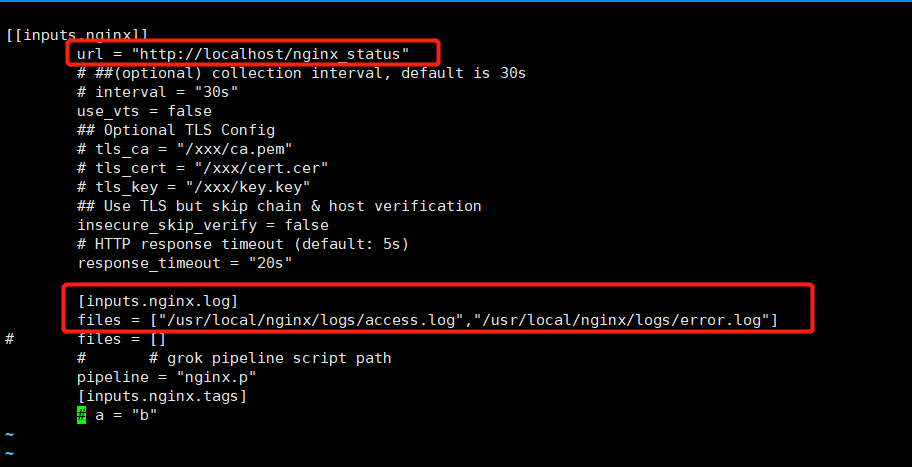 [[inputs.nginx]]
        url = "http://localhost/nginx_status"
        # ##(optional) collection interval, default is 30s
        # interval = "30s"
        use_vts = false
        ## Optional TLS Config
        # tls_ca = "/xxx/ca.pem"
        # tls_cert = "/xxx/cert.cer"
        # tls_key = "/xxx/key.key"
        ## Use TLS but skip chain & host verification
        insecure_skip_verify = false
        # HTTP response timeout (default: 5s)
        response_timeout = "20s"

        [inputs.nginx.log]
        files = ["/usr/local/nginx/logs/access.log","/usr/local/nginx/logs/error.log"]
#       files = []
        #       # grok pipeline script path
        pipeline = "nginx.p"
        [inputs.nginx.tags]
        # a = "b"
~
~